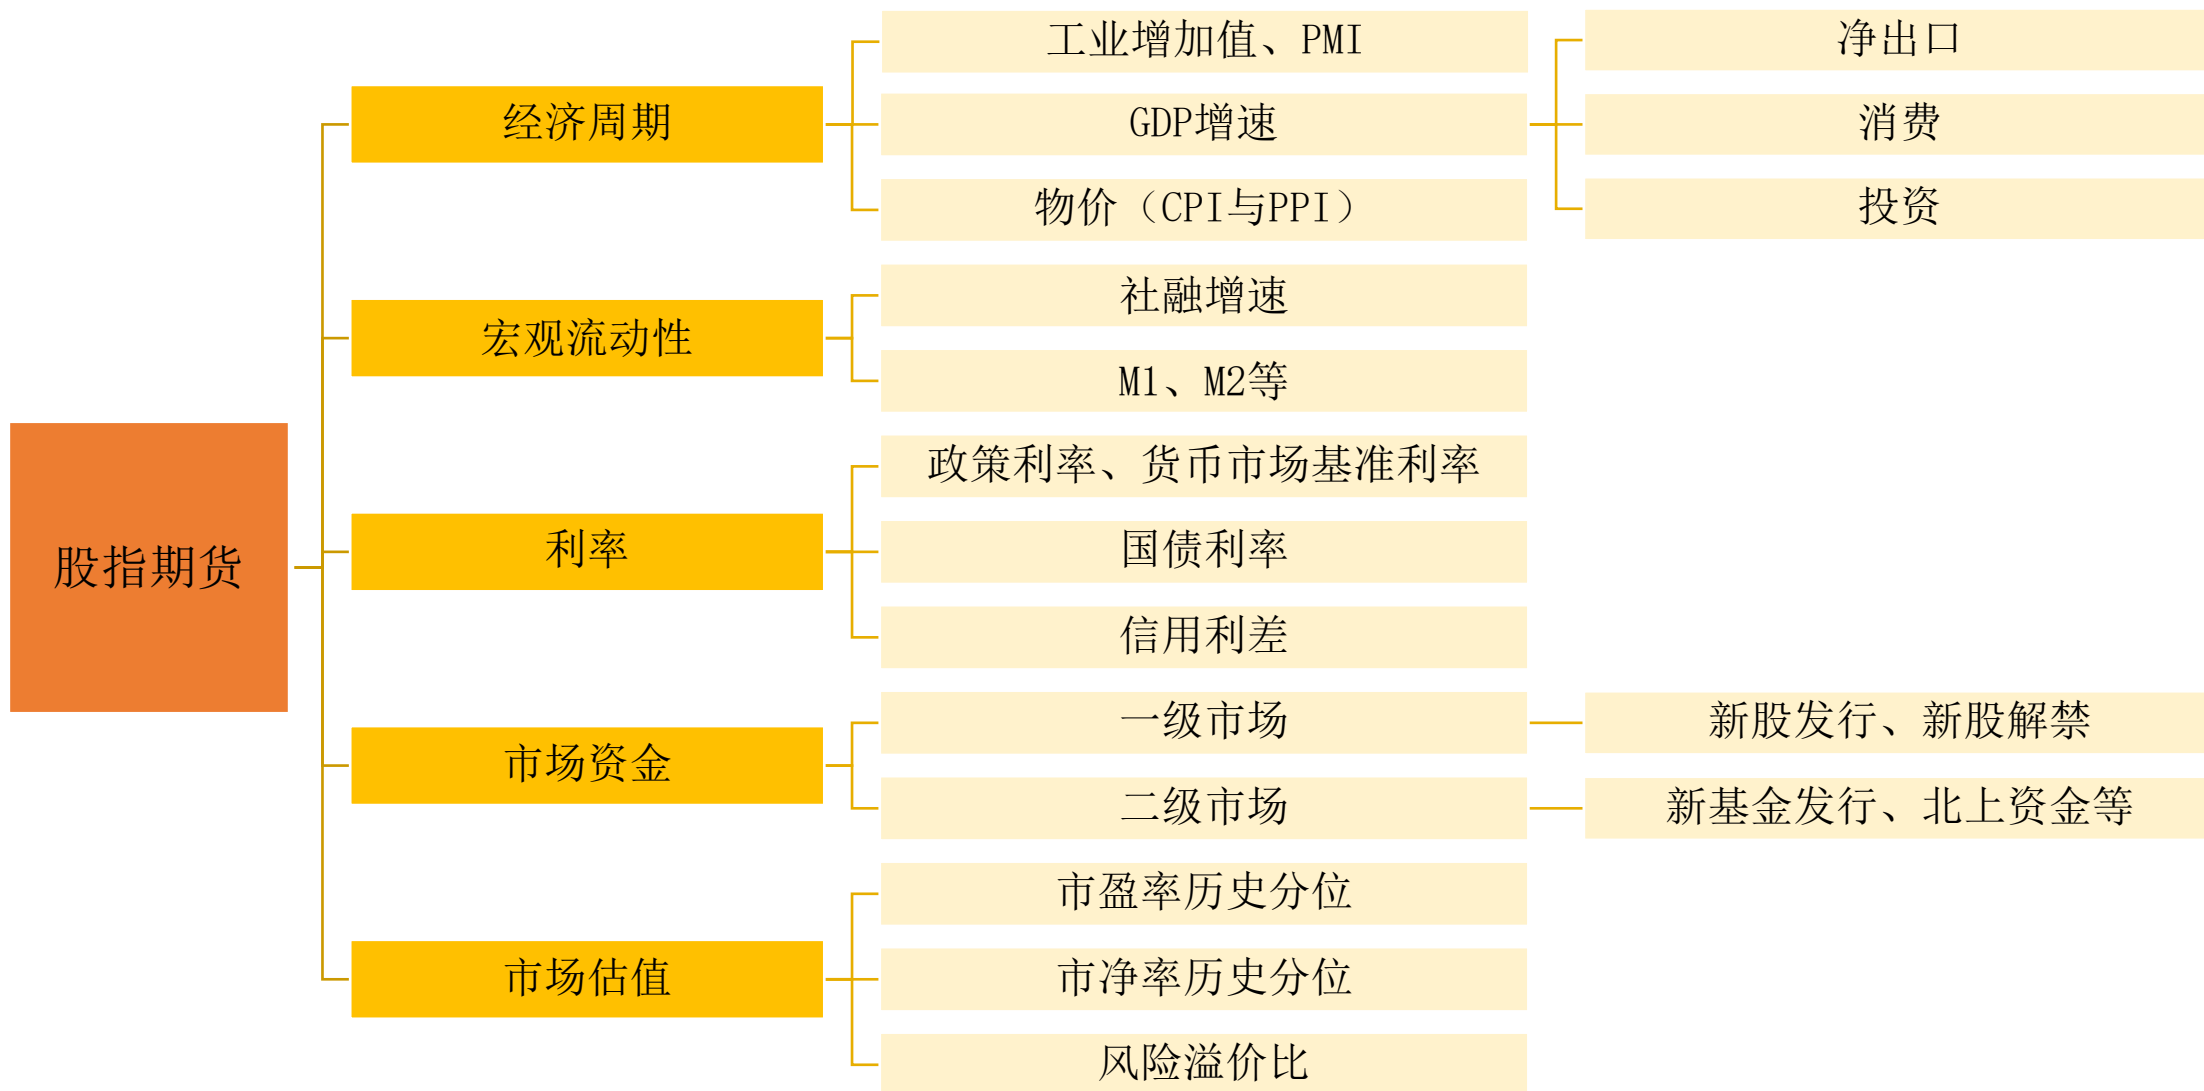 股指期货
经济周期
工业增加值、PMI
GDP增速
净出口
消费
投资
物价（CPI与PPI）
宏观流动性
社融增速
M1、M2等
利率
政策利率、货币市场基准利率
国债利率
信用利差
市场资金
一级市场
新股发行、新股解禁
二级市场
新基金发行、北上资金等
市场估值
市盈率历史分位
市净率历史分位
风险溢价比